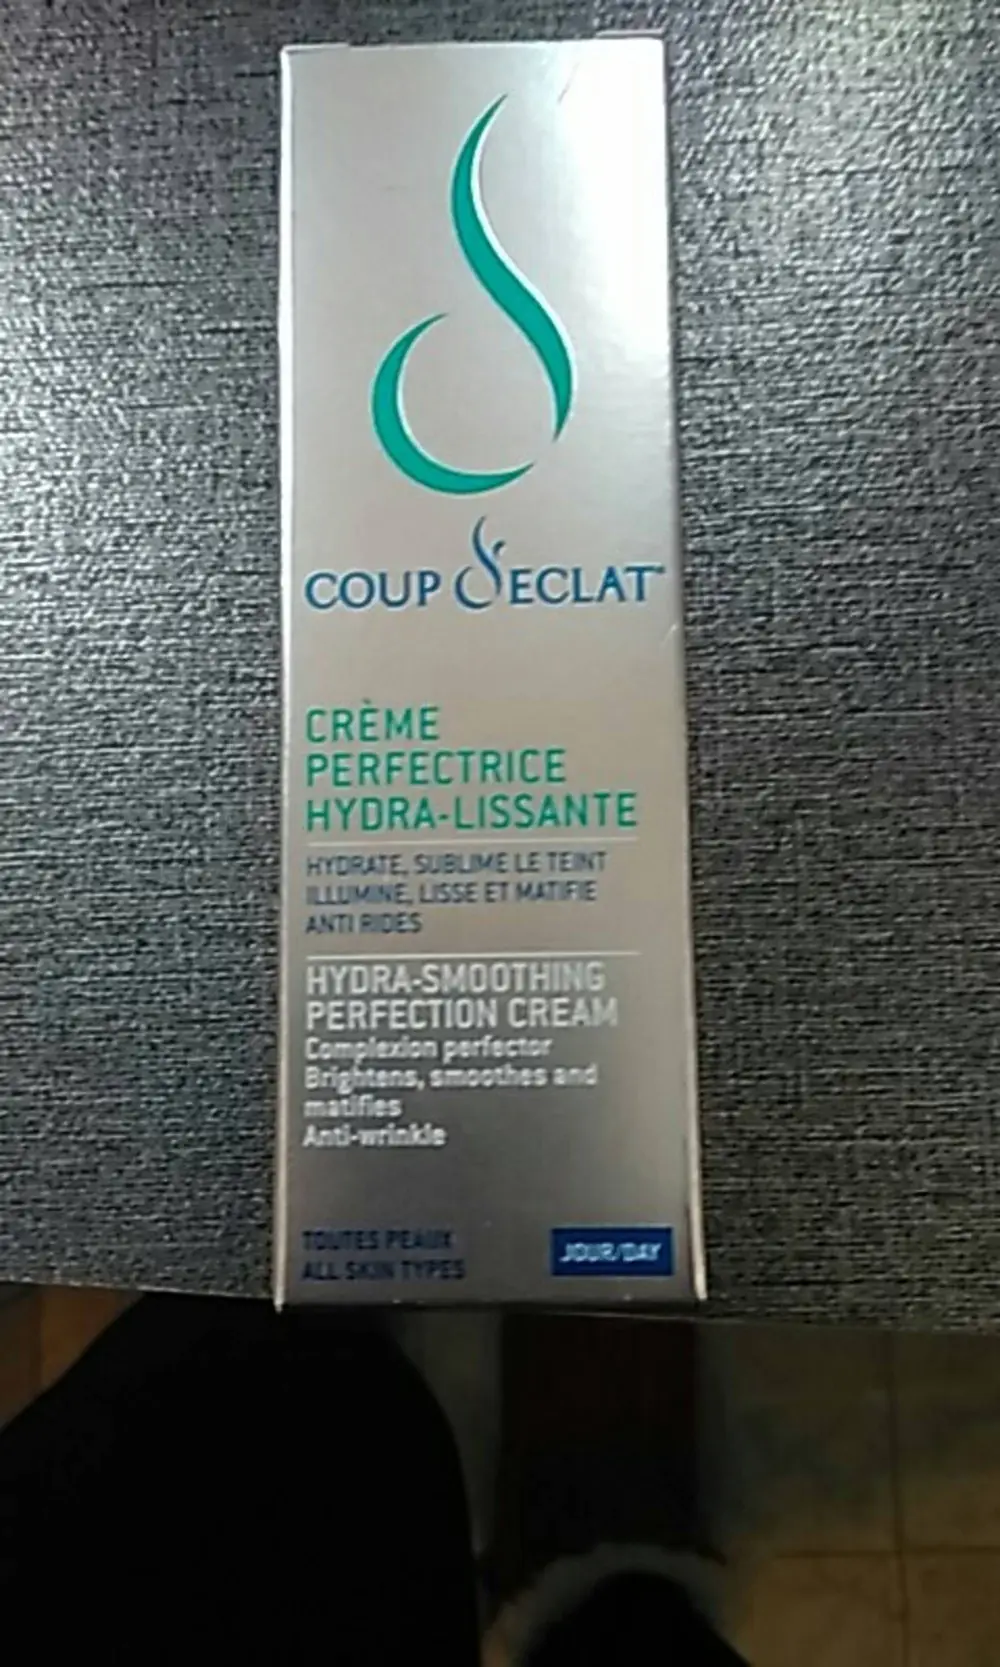 COUP D'ECLAT
CRÈME
PERFECTRICE
HYDRA-LISSANTE
HYDRATE, SUBLIME LE TEINT
ILLUMINE, LISSE ET MATIFIE
ANTI RIDES
HYDRA-SMOOTHING
PERFECTION CREAM
Complexion perfector
Brightens, smoothes and
matifies
Anti-wrinkle
TOUTES PEAUX
ALL SKIN TYPES
JOUR/DAY